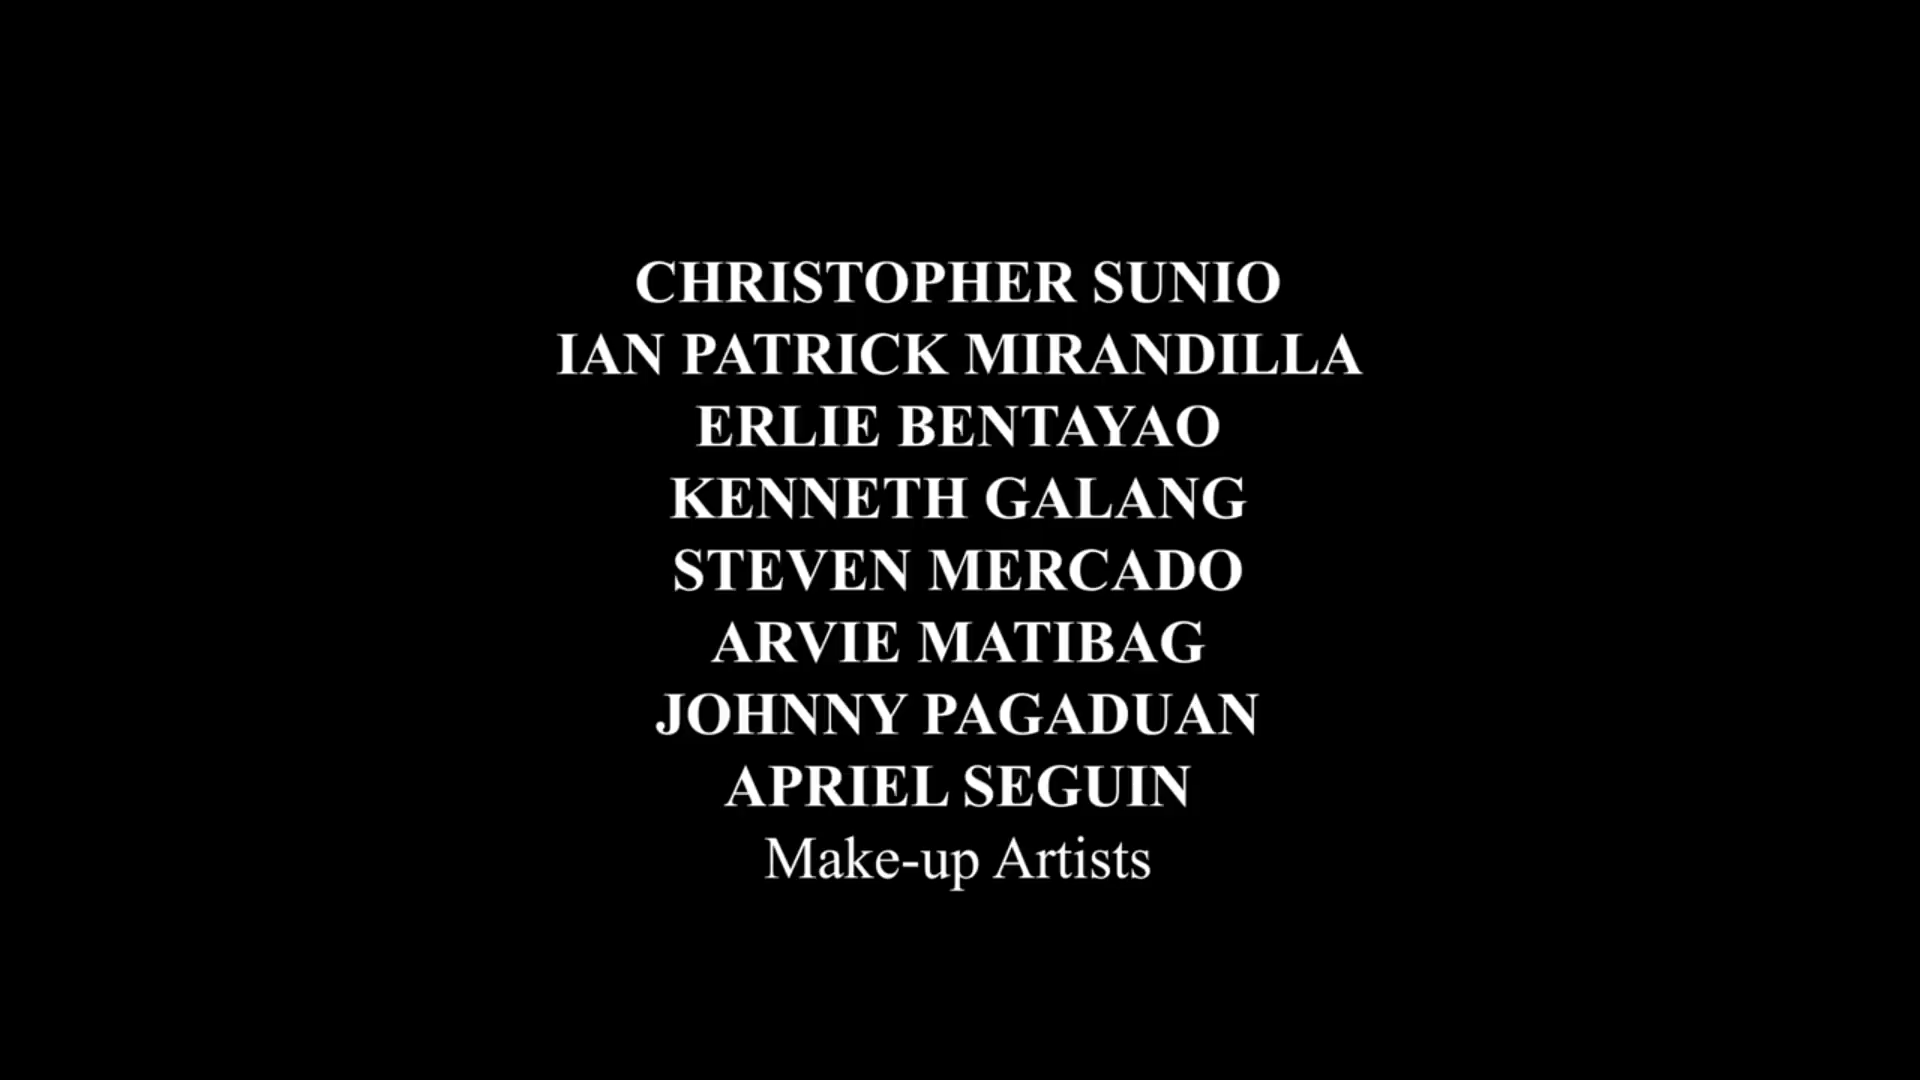 CHRISTOPHER SUNIO
IAN PATRICK MIRANDILLA
ERLIE BENTAYAO
KENNETH GALANG
STEVEN MERCADO
ARVIE MATIBAG
JOHNNY PAGADUAN
APRIEL SEGUIN
Make-up Artists